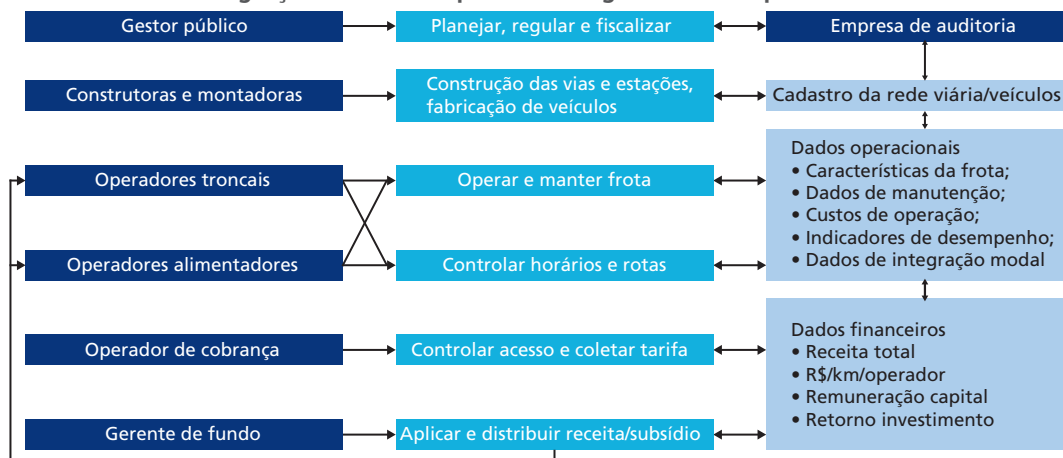 Gestor público
Planejar, regular e fiscalizar
Empresa de auditoria
Construtoras e montadoras
Construção das vias e estações,
fabricação de veículos
Cadastro da rede viária/veículos
Operadores troncais
Operar e manter frota
Dados operacionais
• Características da frota;
• Dados de manutenção;
• Custos de operação;
• Indicadores de desempenho;
• Dados de integração modal
Operadores alimentadores
Controlar horários e rotas
Operador de cobrança
Controlar acesso e coletar tarifa
Dados financeiros
• Receita total
• R$/km/operador
• Remuneração capital
• Retorno investimento
Gerente de fundo
Aplicar e distribuir receita/subsídio